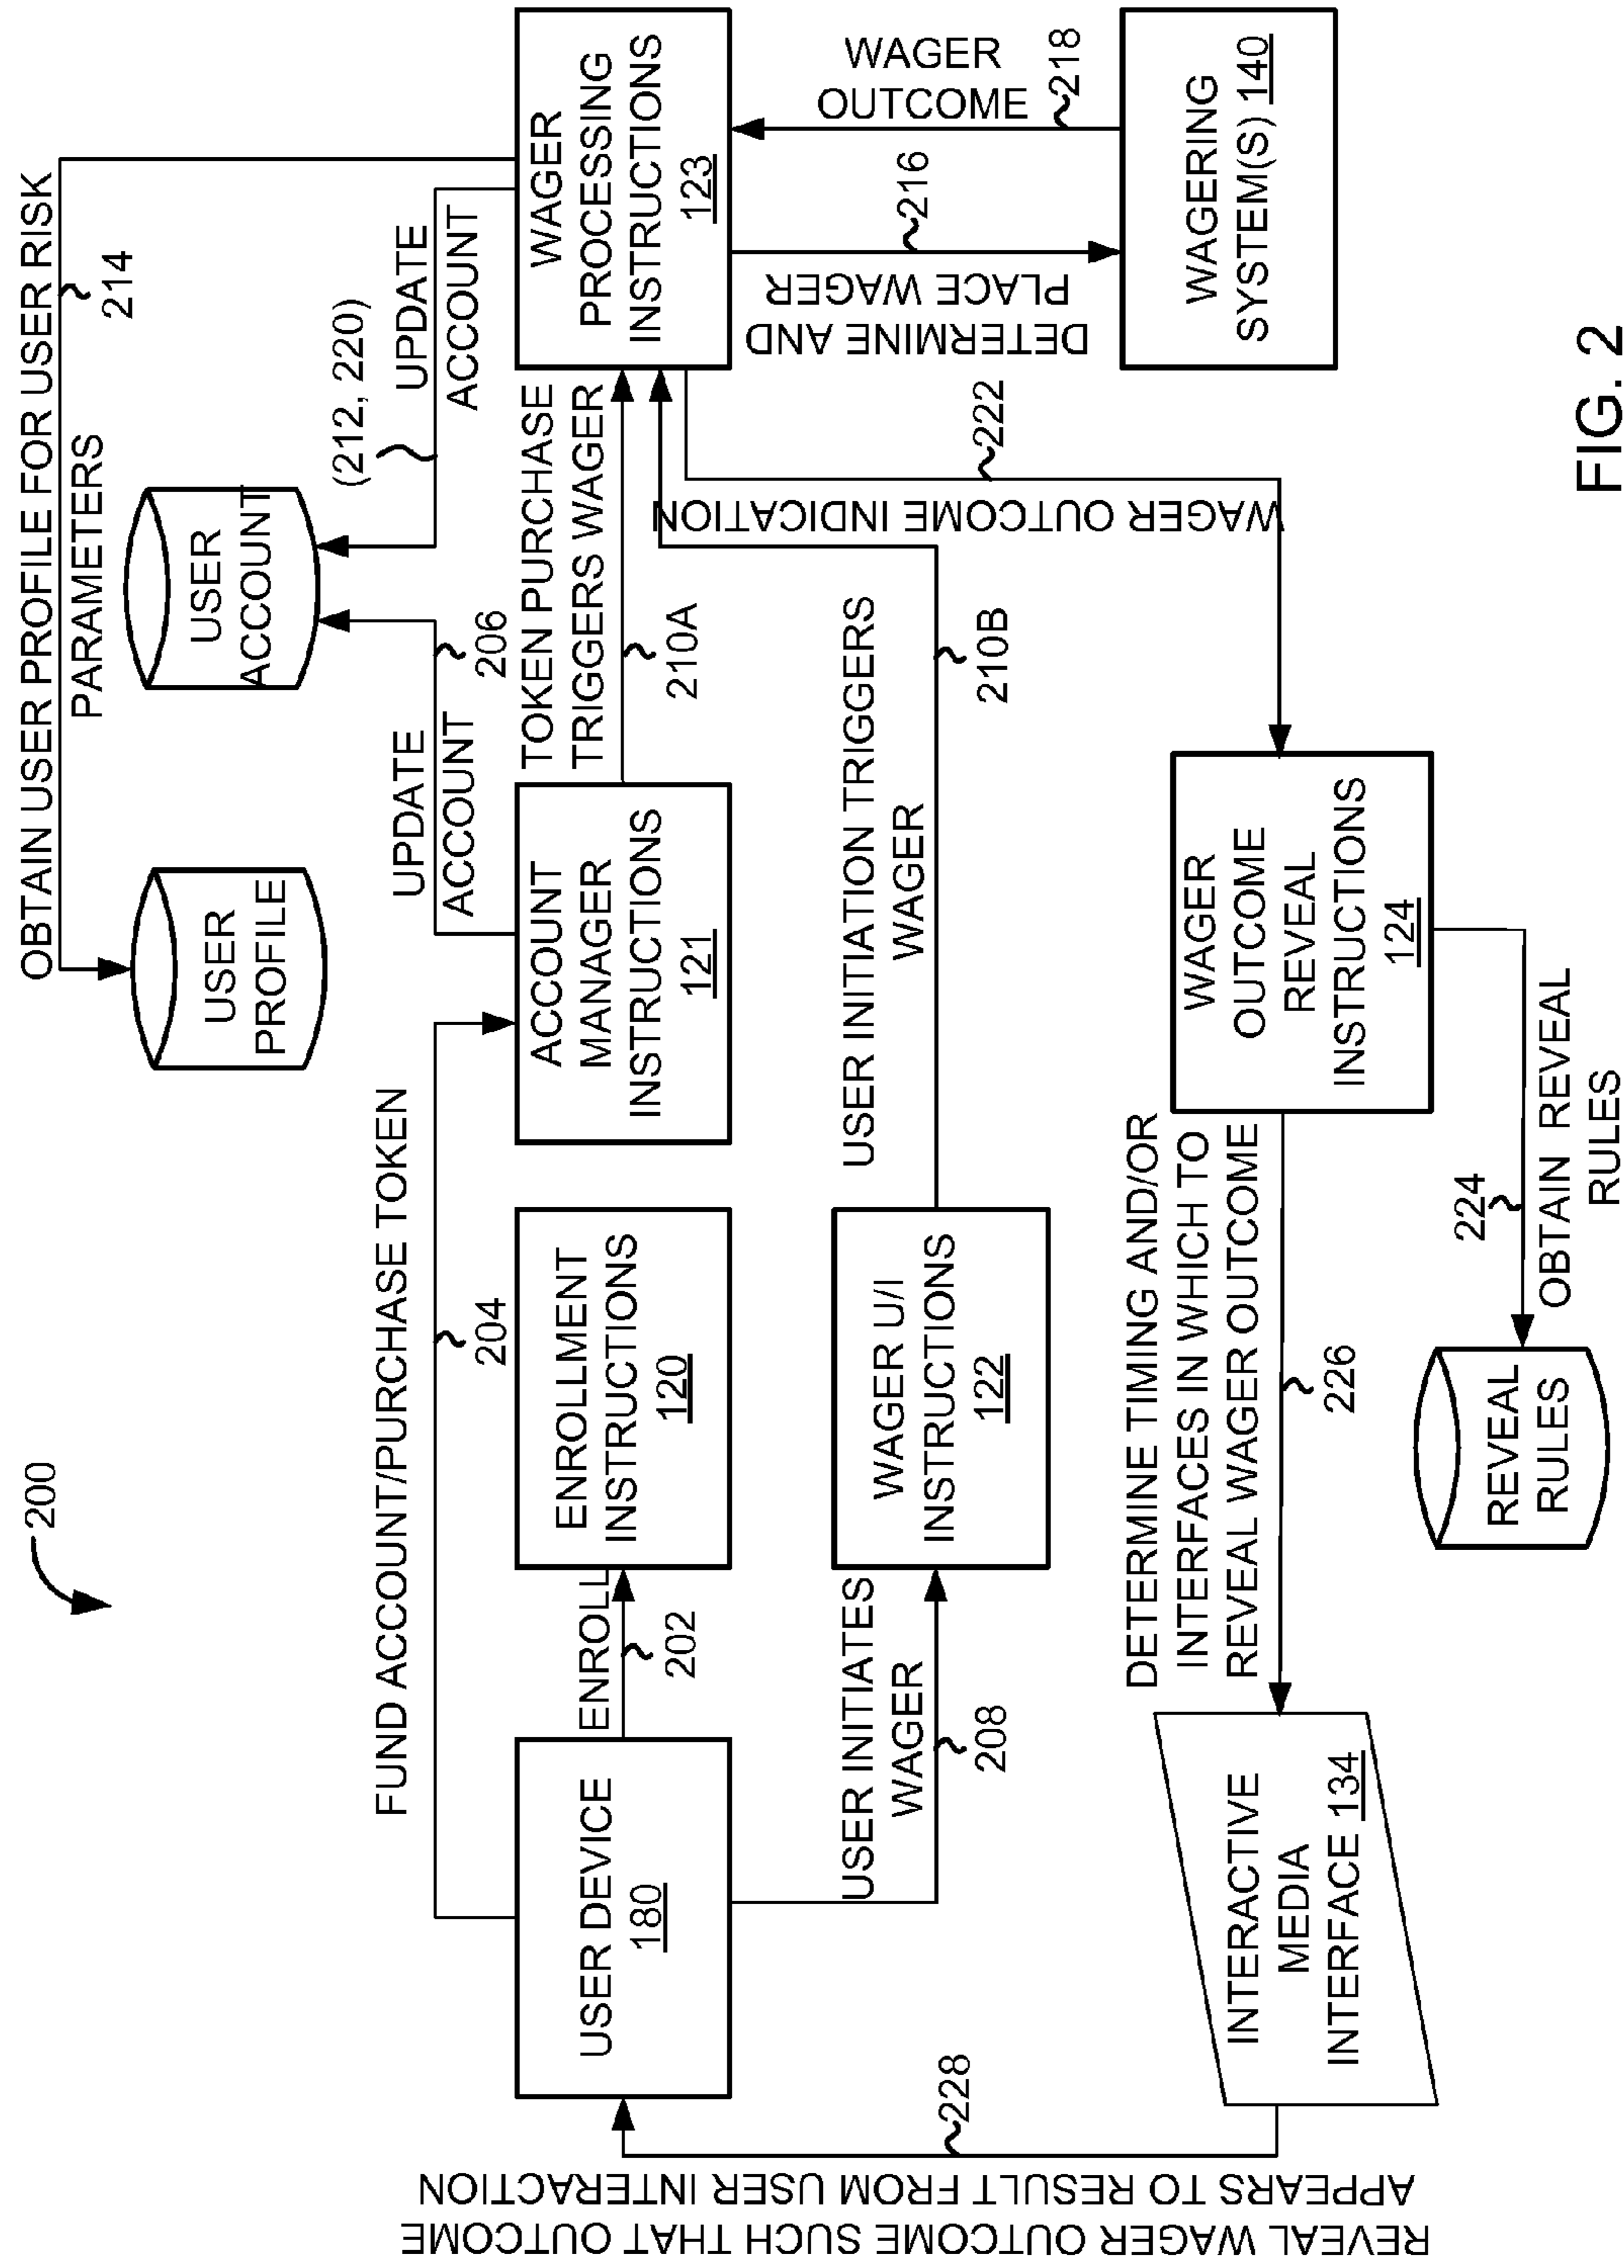 200
OBTAIN USER PROFILE FOR USER RISK
PARAMETERS
214
USER
PROFILE
USER
ACCOUNT
(212, 220)
UPDATE
ACCOUNT
UPDATE
ACCOUNT
206
FUND ACCOUNT/PURCHASE TOKEN
204
USER DEVICE
180
ENROLL
202
ENROLLMENT
INSTRUCTIONS
120
ACCOUNT
MANAGER
INSTRUCTIONS
121
TOKEN PURCHASE
TRIGGERS WAGER
210A
WAGER
PROCESSING
INSTRUCTIONS
123
USER INITIATES
WAGER
208
WAGER U/I
INSTRUCTIONS
122
USER INITIATION TRIGGERS
WAGER
210B
WAGER OUTCOME INDICATION
222
DETERMINE AND
PLACE WAGER
216
WAGER
OUTCOME
218
WAGERING
SYSTEM(S) 140
REVEAL WAGER OUTCOME SUCH THAT OUTCOME
APPEARS TO RESULT FROM USER INTERACTION
228
INTERACTIVE
MEDIA
INTERFACE 134
DETERMINE TIMING AND/OR
INTERFACES IN WHICH TO
REVEAL WAGER OUTCOME
226
WAGER
OUTCOME
REVEAL
INSTRUCTIONS
124
REVEAL
RULES
224
OBTAIN REVEAL
RULES
FIG. 2